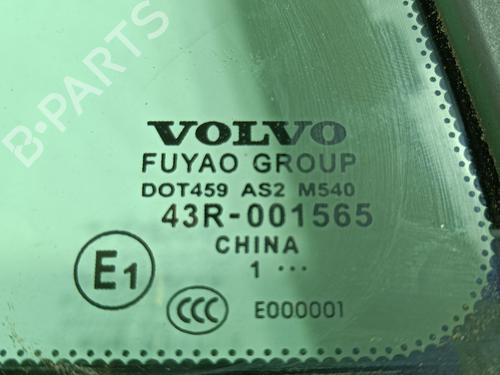 B-PARTS
VOLVO
FUYAO GROUP
DOT459 AS2 M540
43R-001565
CHINA
1 ...
E1
CCC E000001